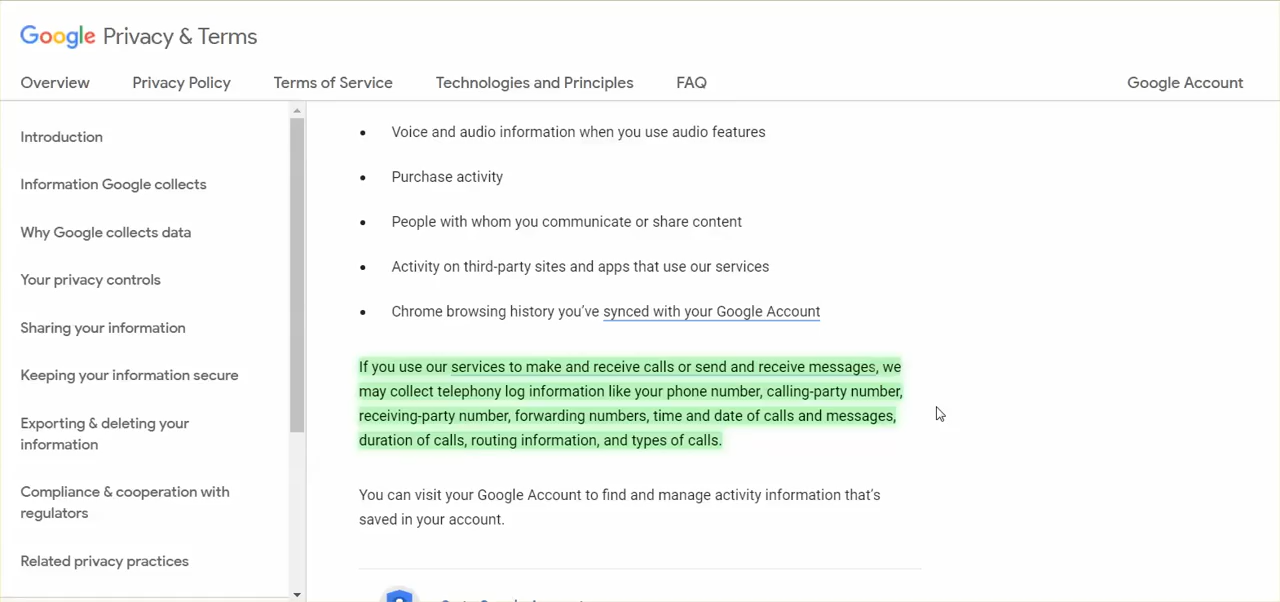 Google Privacy & Terms
Overview Privacy Policy Terms of Service Technologies and Principles FAQ Google Account
Introduction
Information Google collects
Why Google collects data
Your privacy controls
Sharing your information
Keeping your information secure
Exporting & deleting your
information
Compliance & cooperation with
regulators
Related privacy practices
• Voice and audio information when you use audio features
• Purchase activity
• People with whom you communicate or share content
• Activity on third-party sites and apps that use our services
• Chrome browsing history you’ve synced with your Google Account
If you use our services to make and receive calls or send and receive messages, we
may collect telephony log information like your phone number, calling-party number,
receiving-party number, forwarding numbers, time and date of calls and messages,
duration of calls, routing information, and types of calls.
You can visit your Google Account to find and manage activity information that’s
saved in your account.